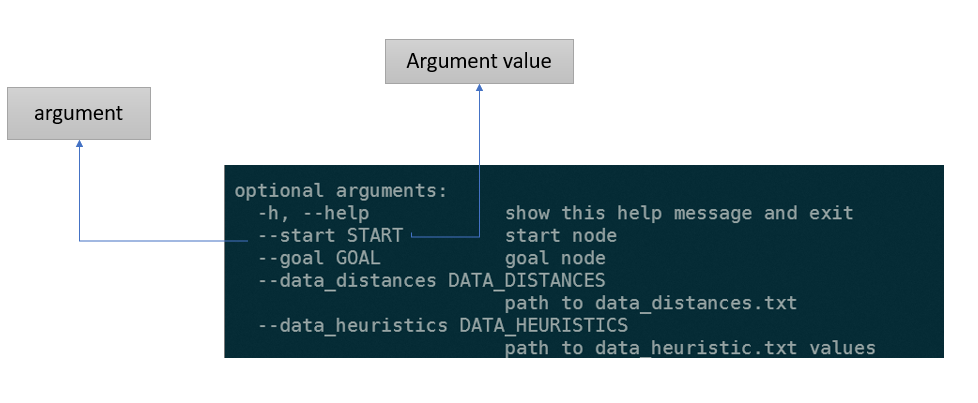 Argument value
argument
optional arguments:
-h, --help show this help message and exit
--start START start node
--goal GOAL goal node
--data_distances DATA_DISTANCES
path to data_distances.txt
--data_heuristics DATA_HEURISTICS
path to data_heuristic.txt values